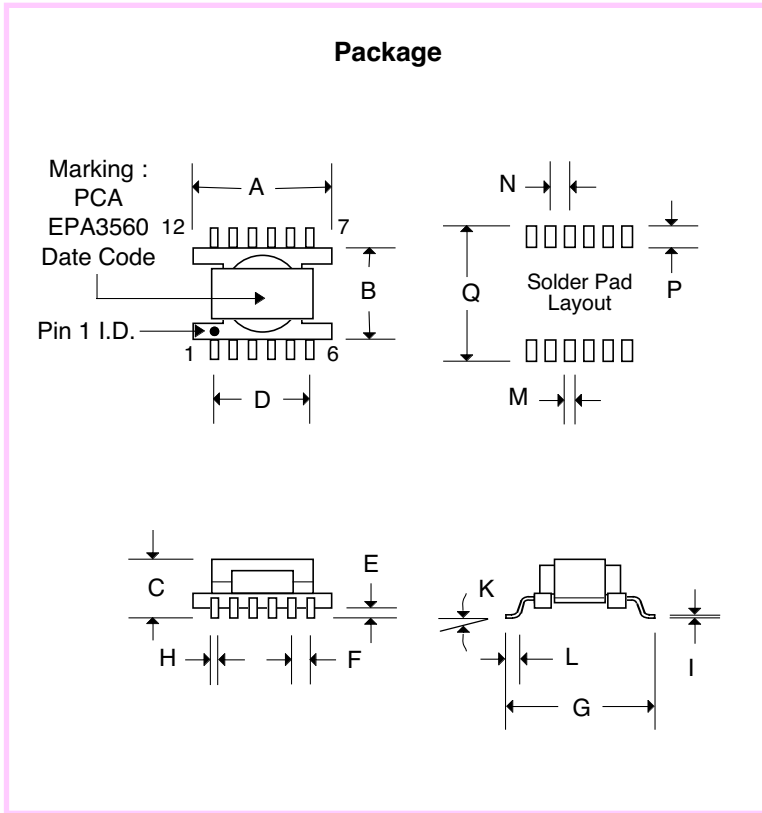 Package
Marking :
PCA
EPA3560
Date Code
Pin 1 I.D.
12
7
1
6
A
B
D
N
Q
P
Solder Pad
Layout
M
C
E
H
F
K
L
G
I